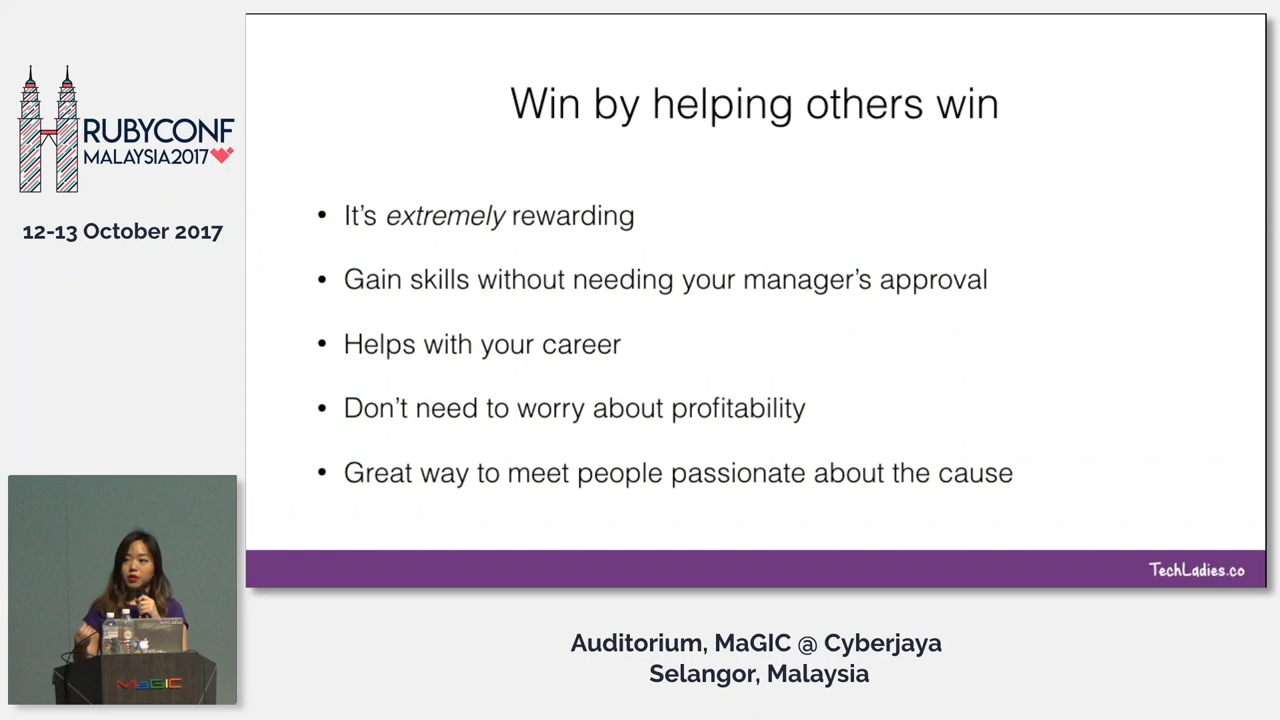 RUBYCONF
MALAYSIA2017
12-13 October 2017
Win by helping others win
• It's extremely rewarding
• Gain skills without needing your manager's approval
• Helps with your career
• Don't need to worry about profitability
• Great way to meet people passionate about the cause
TechLadies.co
MaGIC
Auditorium, MaGIC @ Cyberjaya
Selangor, Malaysia